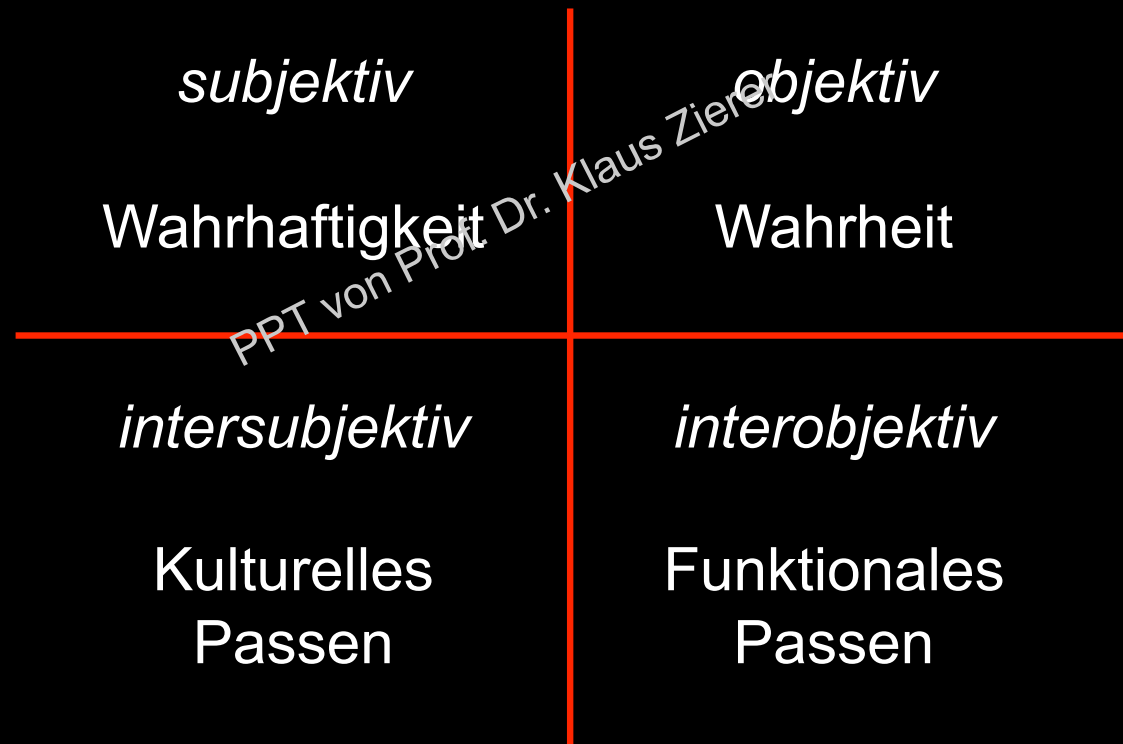 subjektiv
objektiv
Wahrhaftigkeit
Wahrheit
PPT von Prof. Dr. Klaus Zierer
intersubjektiv
interobjektiv
Kulturelles
Passen
Funktionales
Passen